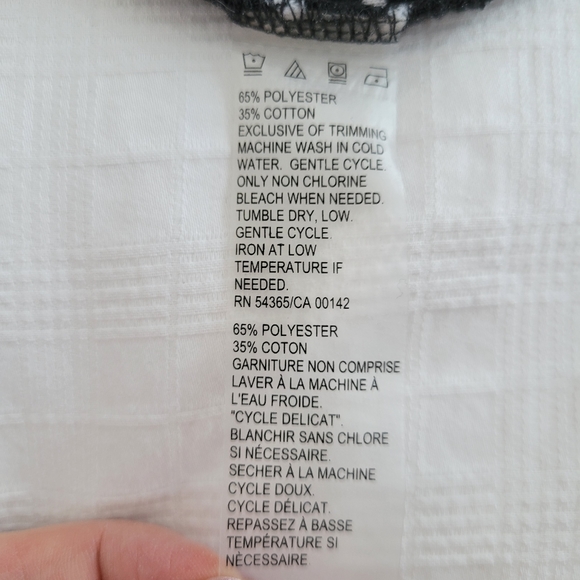 65% POLYESTER
35% COTTON
EXCLUSIVE OF TRIMMING
MACHINE WASH IN COLD
WATER. GENTLE CYCLE.
ONLY NON CHLORINE
BLEACH WHEN NEEDED.
TUMBLE DRY, LOW.
GENTLE CYCLE.
IRON AT LOW
TEMPERATURE IF
NEEDED.
RN 54365/CA 00142
65% POLYESTER
35% COTON
GARNITURE NON COMPRISE
LAVER À LA MACHINE À
L'EAU FROIDE.
"CYCLE DELICAT".
BLANCHIR SANS CHLORE
SI NÉCESSAIRE.
SECHER À LA MACHINE
CYCLE DOUX.
CYCLE DÉLICAT.
REPASSEZ À BASSE
TEMPÉRATURE SI
NÉCESSAIRE